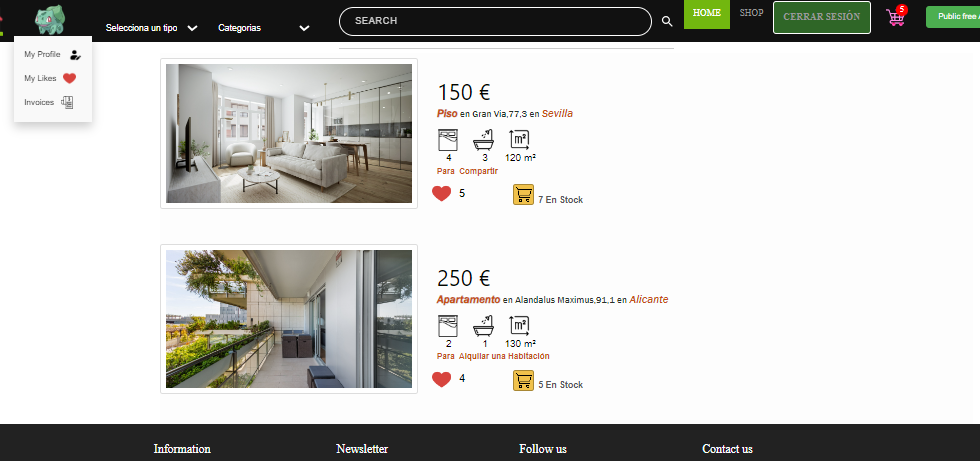 Selecciona un tipo
Categorias
SEARCH
HOME
SHOP
CERRAR SESIÓN
5
Public free
My Profile
My Likes
Invoices
150 €
Piso en Gran Via,77,3 en Sevilla
m²
4 3 120 m²
Para Compartir
5
7 En Stock
250 €
Apartamento en Alandalus Maximus,91,1 en Alicante
m²
2 1 130 m²
Para Alquilar una Habitación
4
5 En Stock
Information
Newsletter
Follow us
Contact us